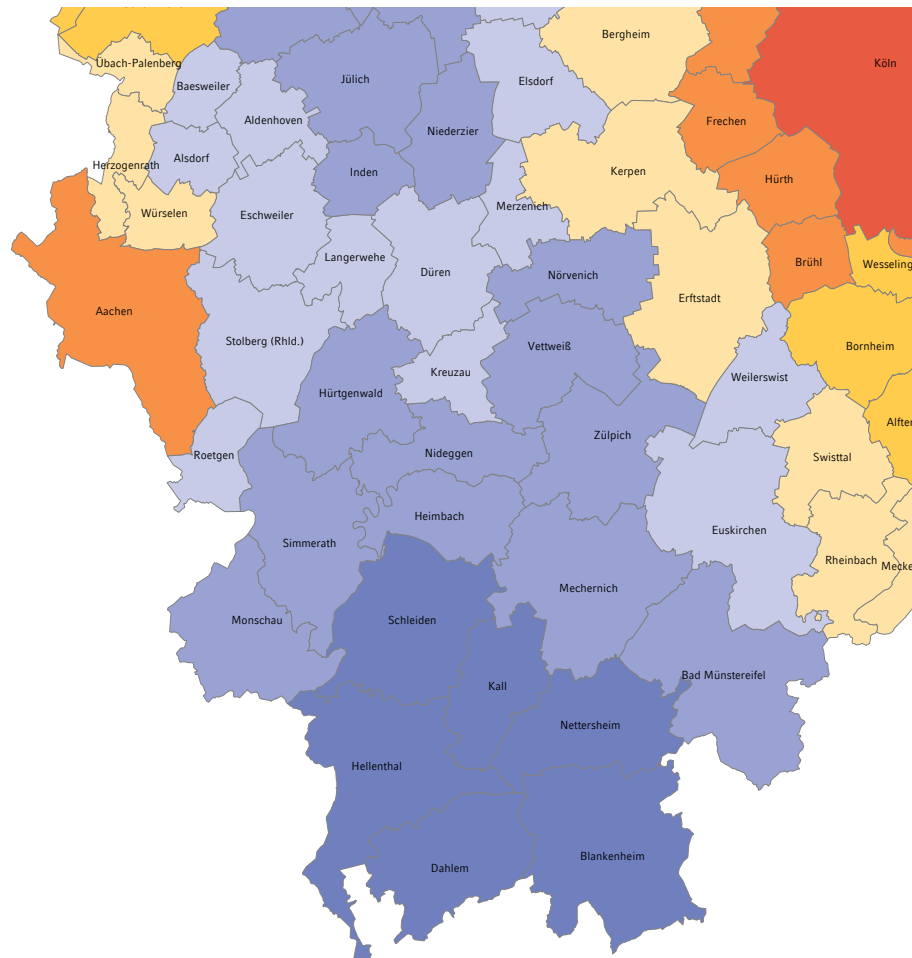 Bergheim
Köln
Übach-Palenberg
Jülich
Elsdorf
Baesweiler
Aldenhoven
Frechen
Niederzier
Alsdorf
Herzogenrath
Inden
Kerpen
Hürth
Merzenich
Würselen
Eschweiler
Langerwehe
Düren
Nörvenich
Brühl
Wesseling
Erftstadt
Aachen
Stolberg (Rhld.)
Vettweiß
Bornheim
Kreuzau
Weilerswist
Hürtgenwald
Alfter
Zülpich
Roetgen
Nideggen
Swisttal
Heimbach
Euskirchen
Simmerath
Rheinbach
Mecke
Mechernich
Monschau
Schleiden
Bad Münstereifel
Kall
Nettersheim
Hellenthal
Blankenheim
Dahlem